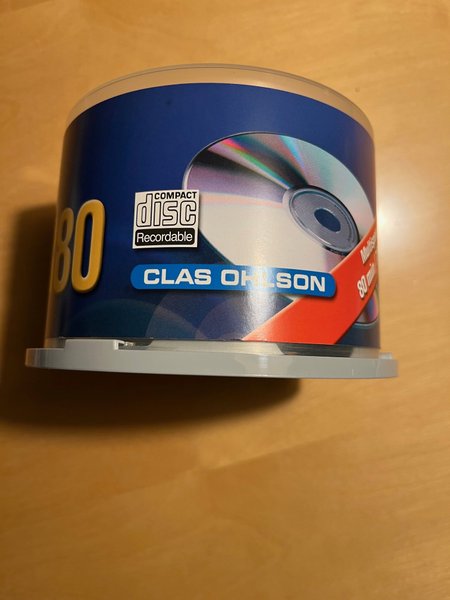 80
COMPACT
disc
Recordable
CLAS OHLSON
80 min